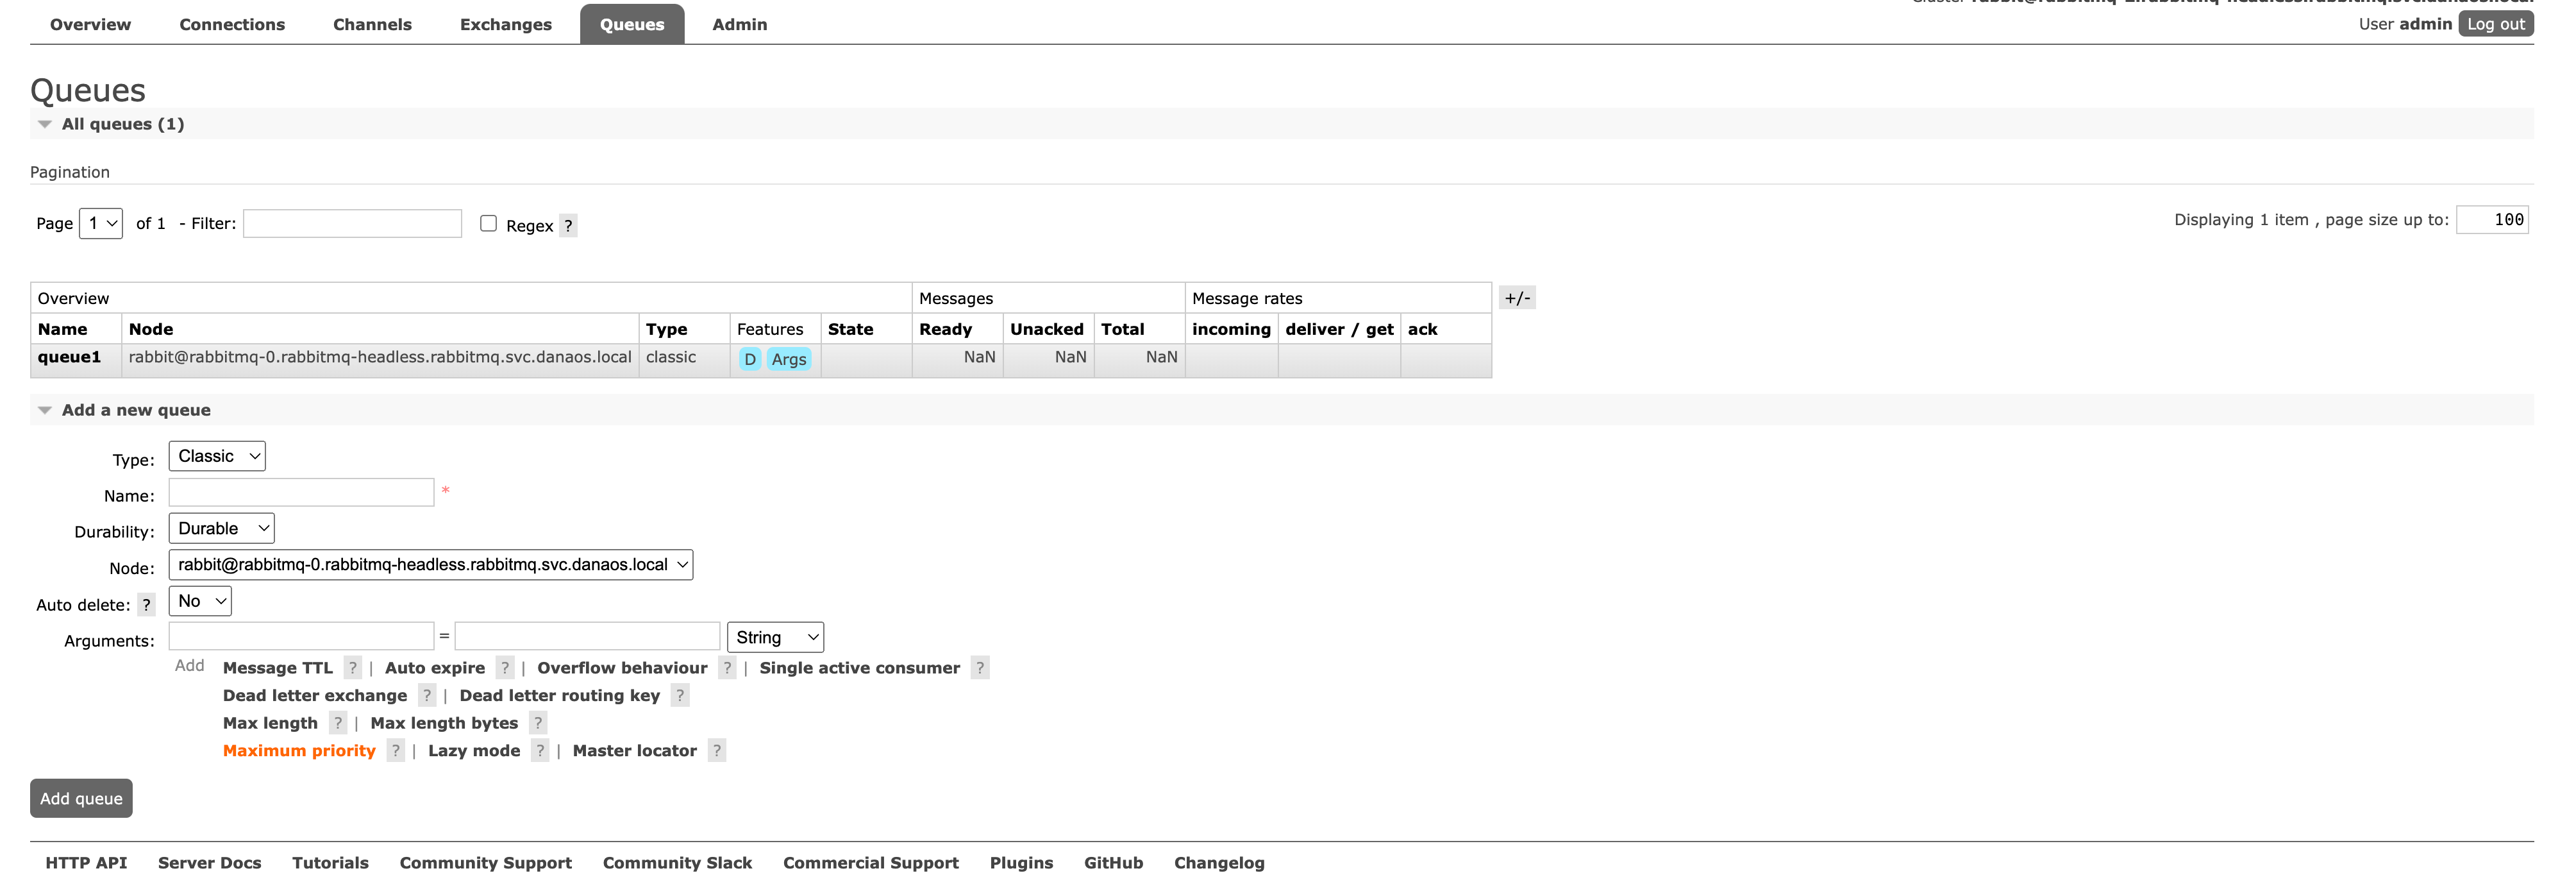 Overview Connections Channels Exchanges Queues Admin
User admin Log out
Queues
All queues (1)
Pagination
Page 1 of 1 - Filter: Regex ?
Displaying 1 item , page size up to: 100
Overview Messages Message rates +/-
Name Node Type Features State Ready Unacked Total incoming deliver / get ack
queue1 rabbit@rabbitmq-0.rabbitmq-headless.rabbitmq.svc.danaos.local classic D Args NaN NaN NaN
Add a new queue
Type: Classic
Name: *
Durability: Durable
Node: rabbit@rabbitmq-0.rabbitmq-headless.rabbitmq.svc.danaos.local
Auto delete: ? No
Arguments: = String
Add Message TTL ? | Auto expire ? | Overflow behaviour ? | Single active consumer ?
Dead letter exchange ? | Dead letter routing key ?
Max length ? | Max length bytes ?
Maximum priority ? | Lazy mode ? | Master locator ?
Add queue
HTTP API Server Docs Tutorials Community Support Community Slack Commercial Support Plugins GitHub Changelog